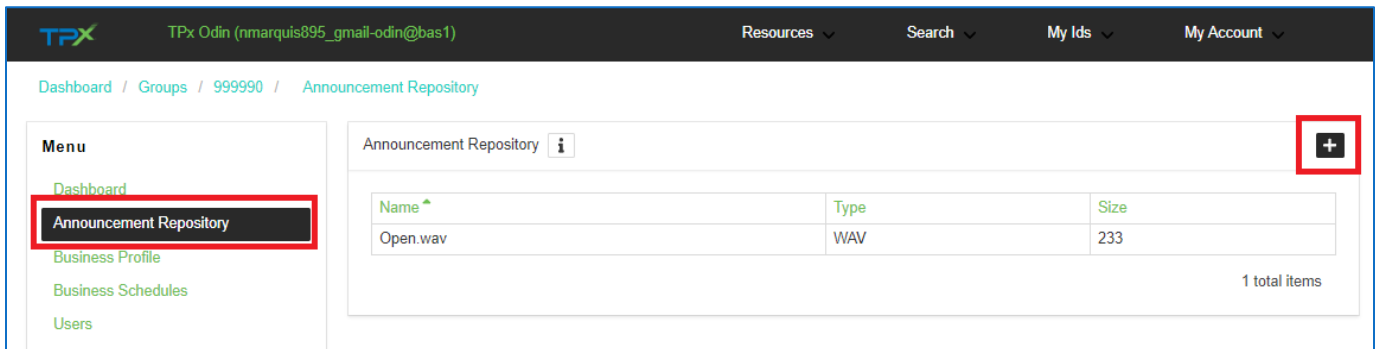 TPx TPx Odin (nmarquis895_gmail-odin@bas1) Resources Search My Ids My Account
Dashboard / Groups / 999990 / Announcement Repository
Menu
Dashboard
Announcement Repository
Business Profile
Business Schedules
Users
Announcement Repository i +
Name Type Size
Open.wav WAV 233
1 total items